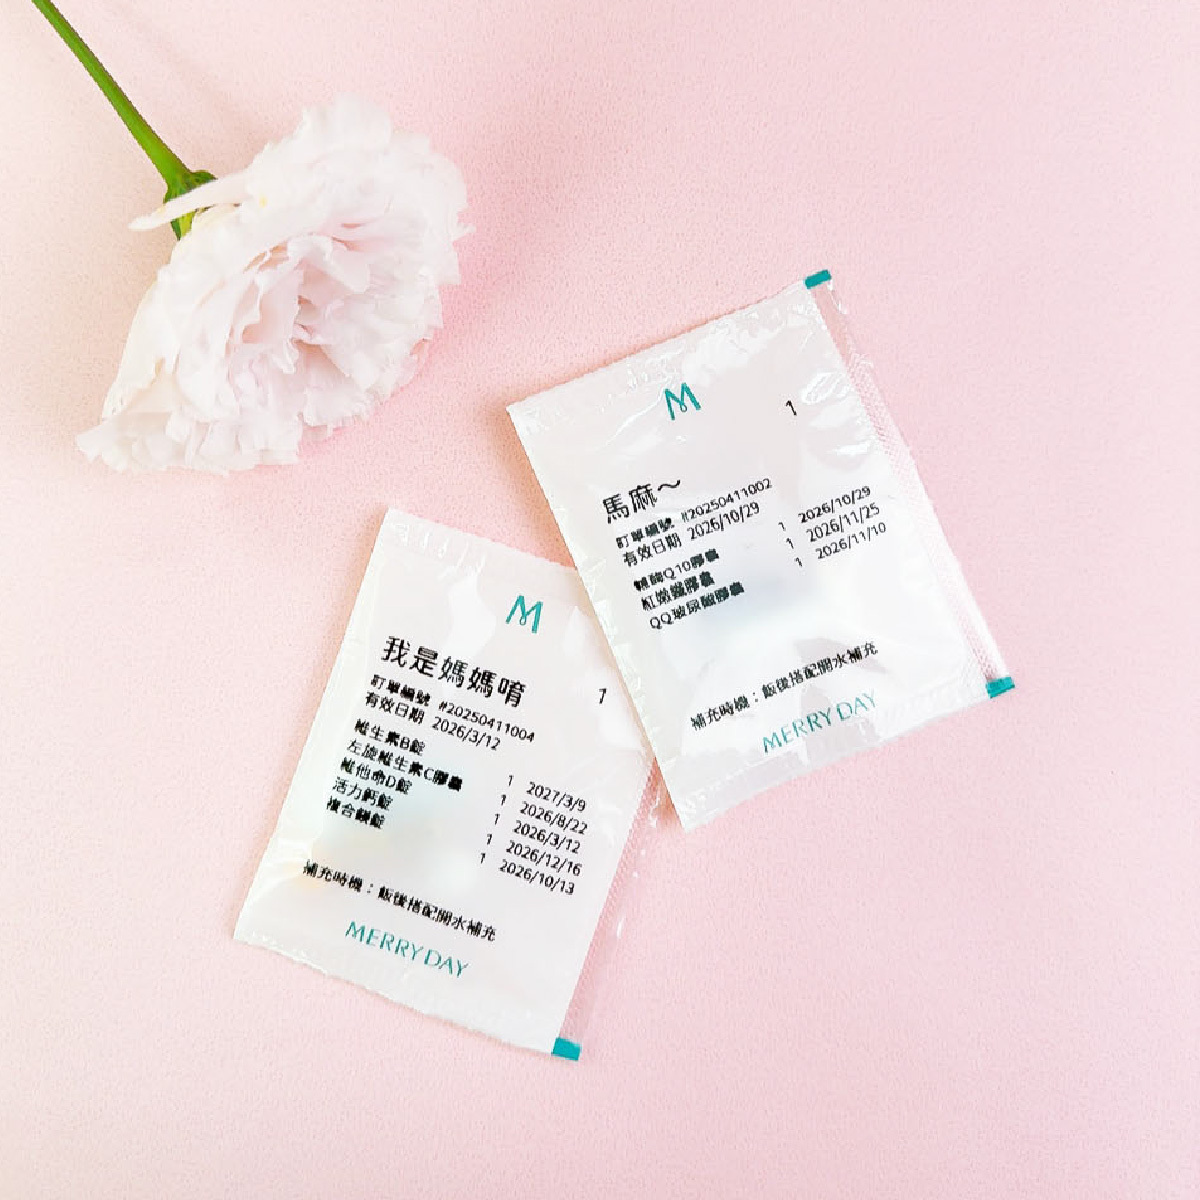 M
1
馬麻～
訂單編號 #20250411002
有效日期 2026/10/29
輔酶Q10膠囊 1 2026/10/29
紅嫩鐵膠囊 1 2026/11/25
QQ玻尿酸膠囊 1 2026/11/10
補充時機：飯後搭配開水補充
MERRY DAY
M
我是媽媽唷 1
訂單編號 #20250411004
有效日期 2026/3/12
維生素B錠 1 2027/3/9
左旋維生素C膠囊 1 2026/8/22
維他命D錠 1 2026/3/12
活力鈣錠 1 2026/12/16
複合鎂錠 1 2026/10/13
補充時機：飯後搭配開水補充
MERRY DAY